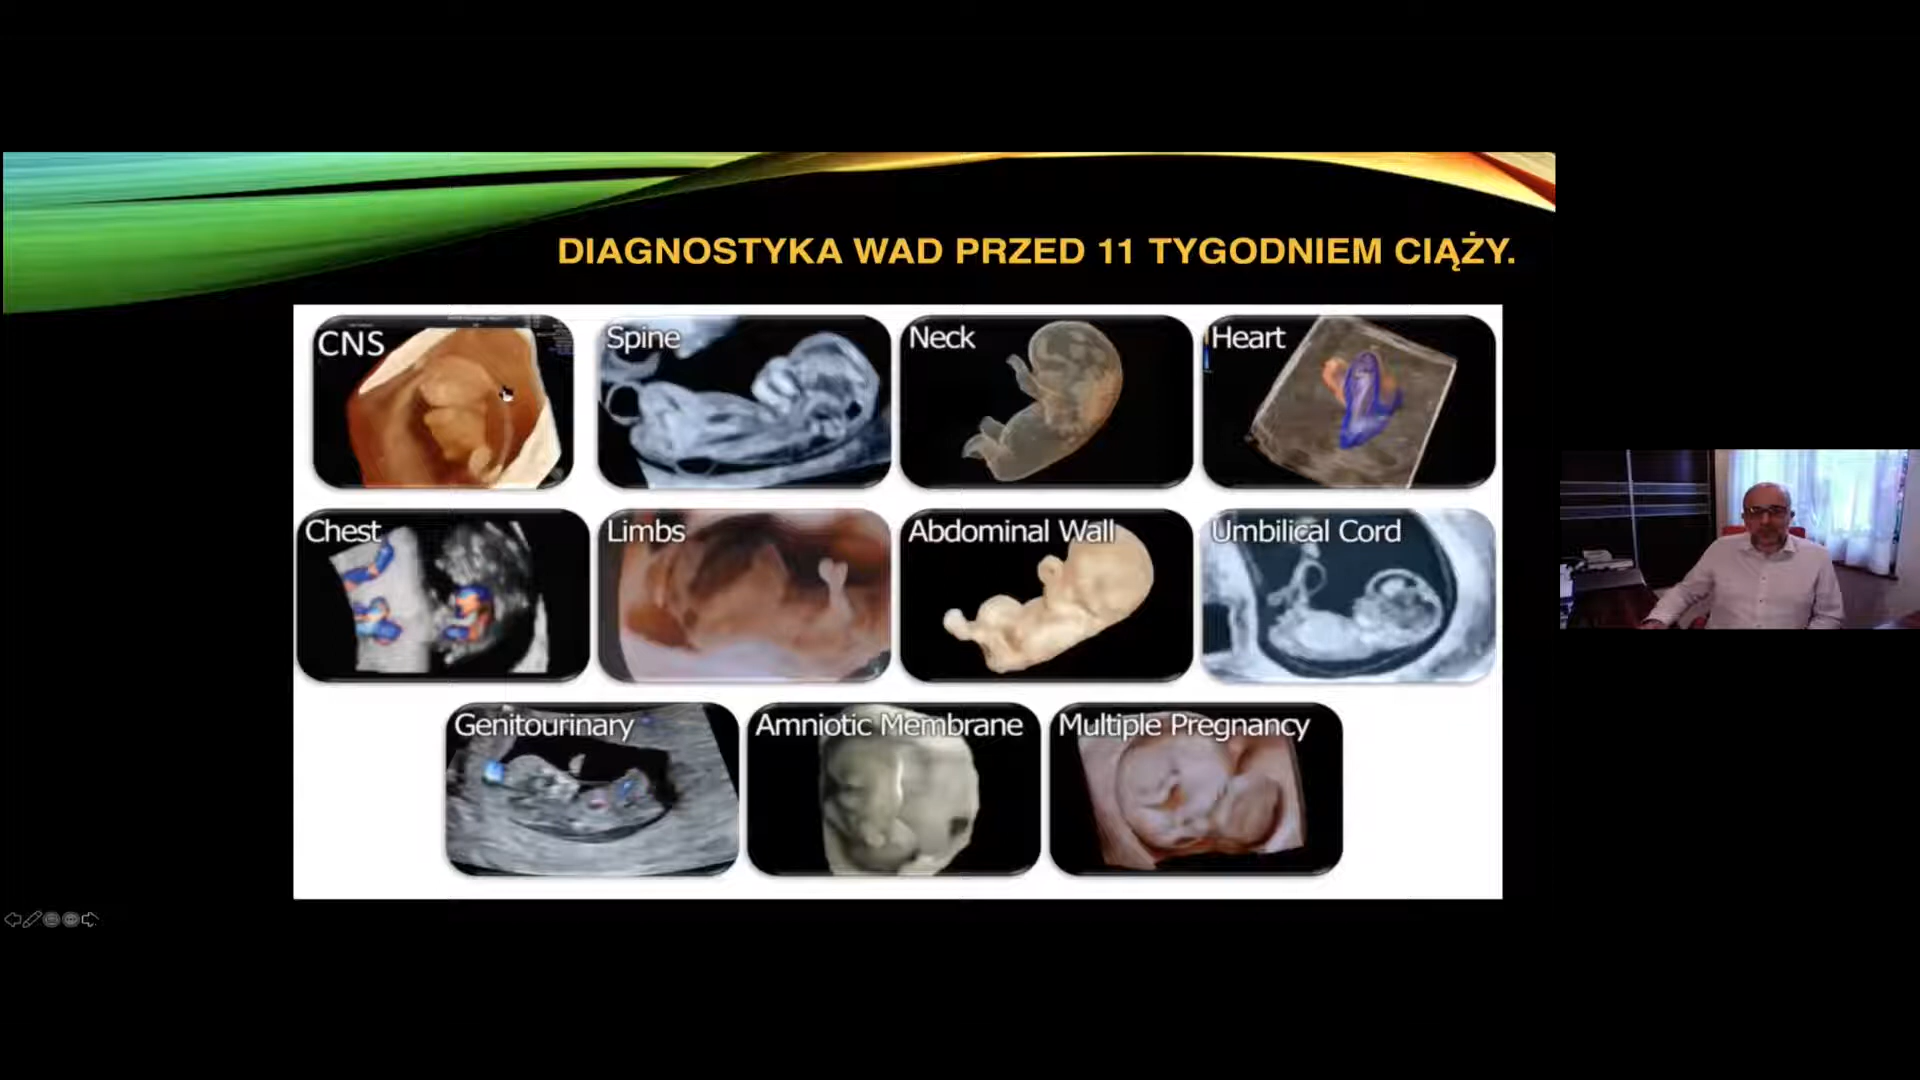 DIAGNOSTYKA WAD PRZED 11 TYGODNIEM CIĄŻY.
CNS
Spine
Neck
Heart
Chest
Limbs
Abdominal Wall
Umbilical Cord
Genitourinary
Amniotic Membrane
Multiple Pregnancy